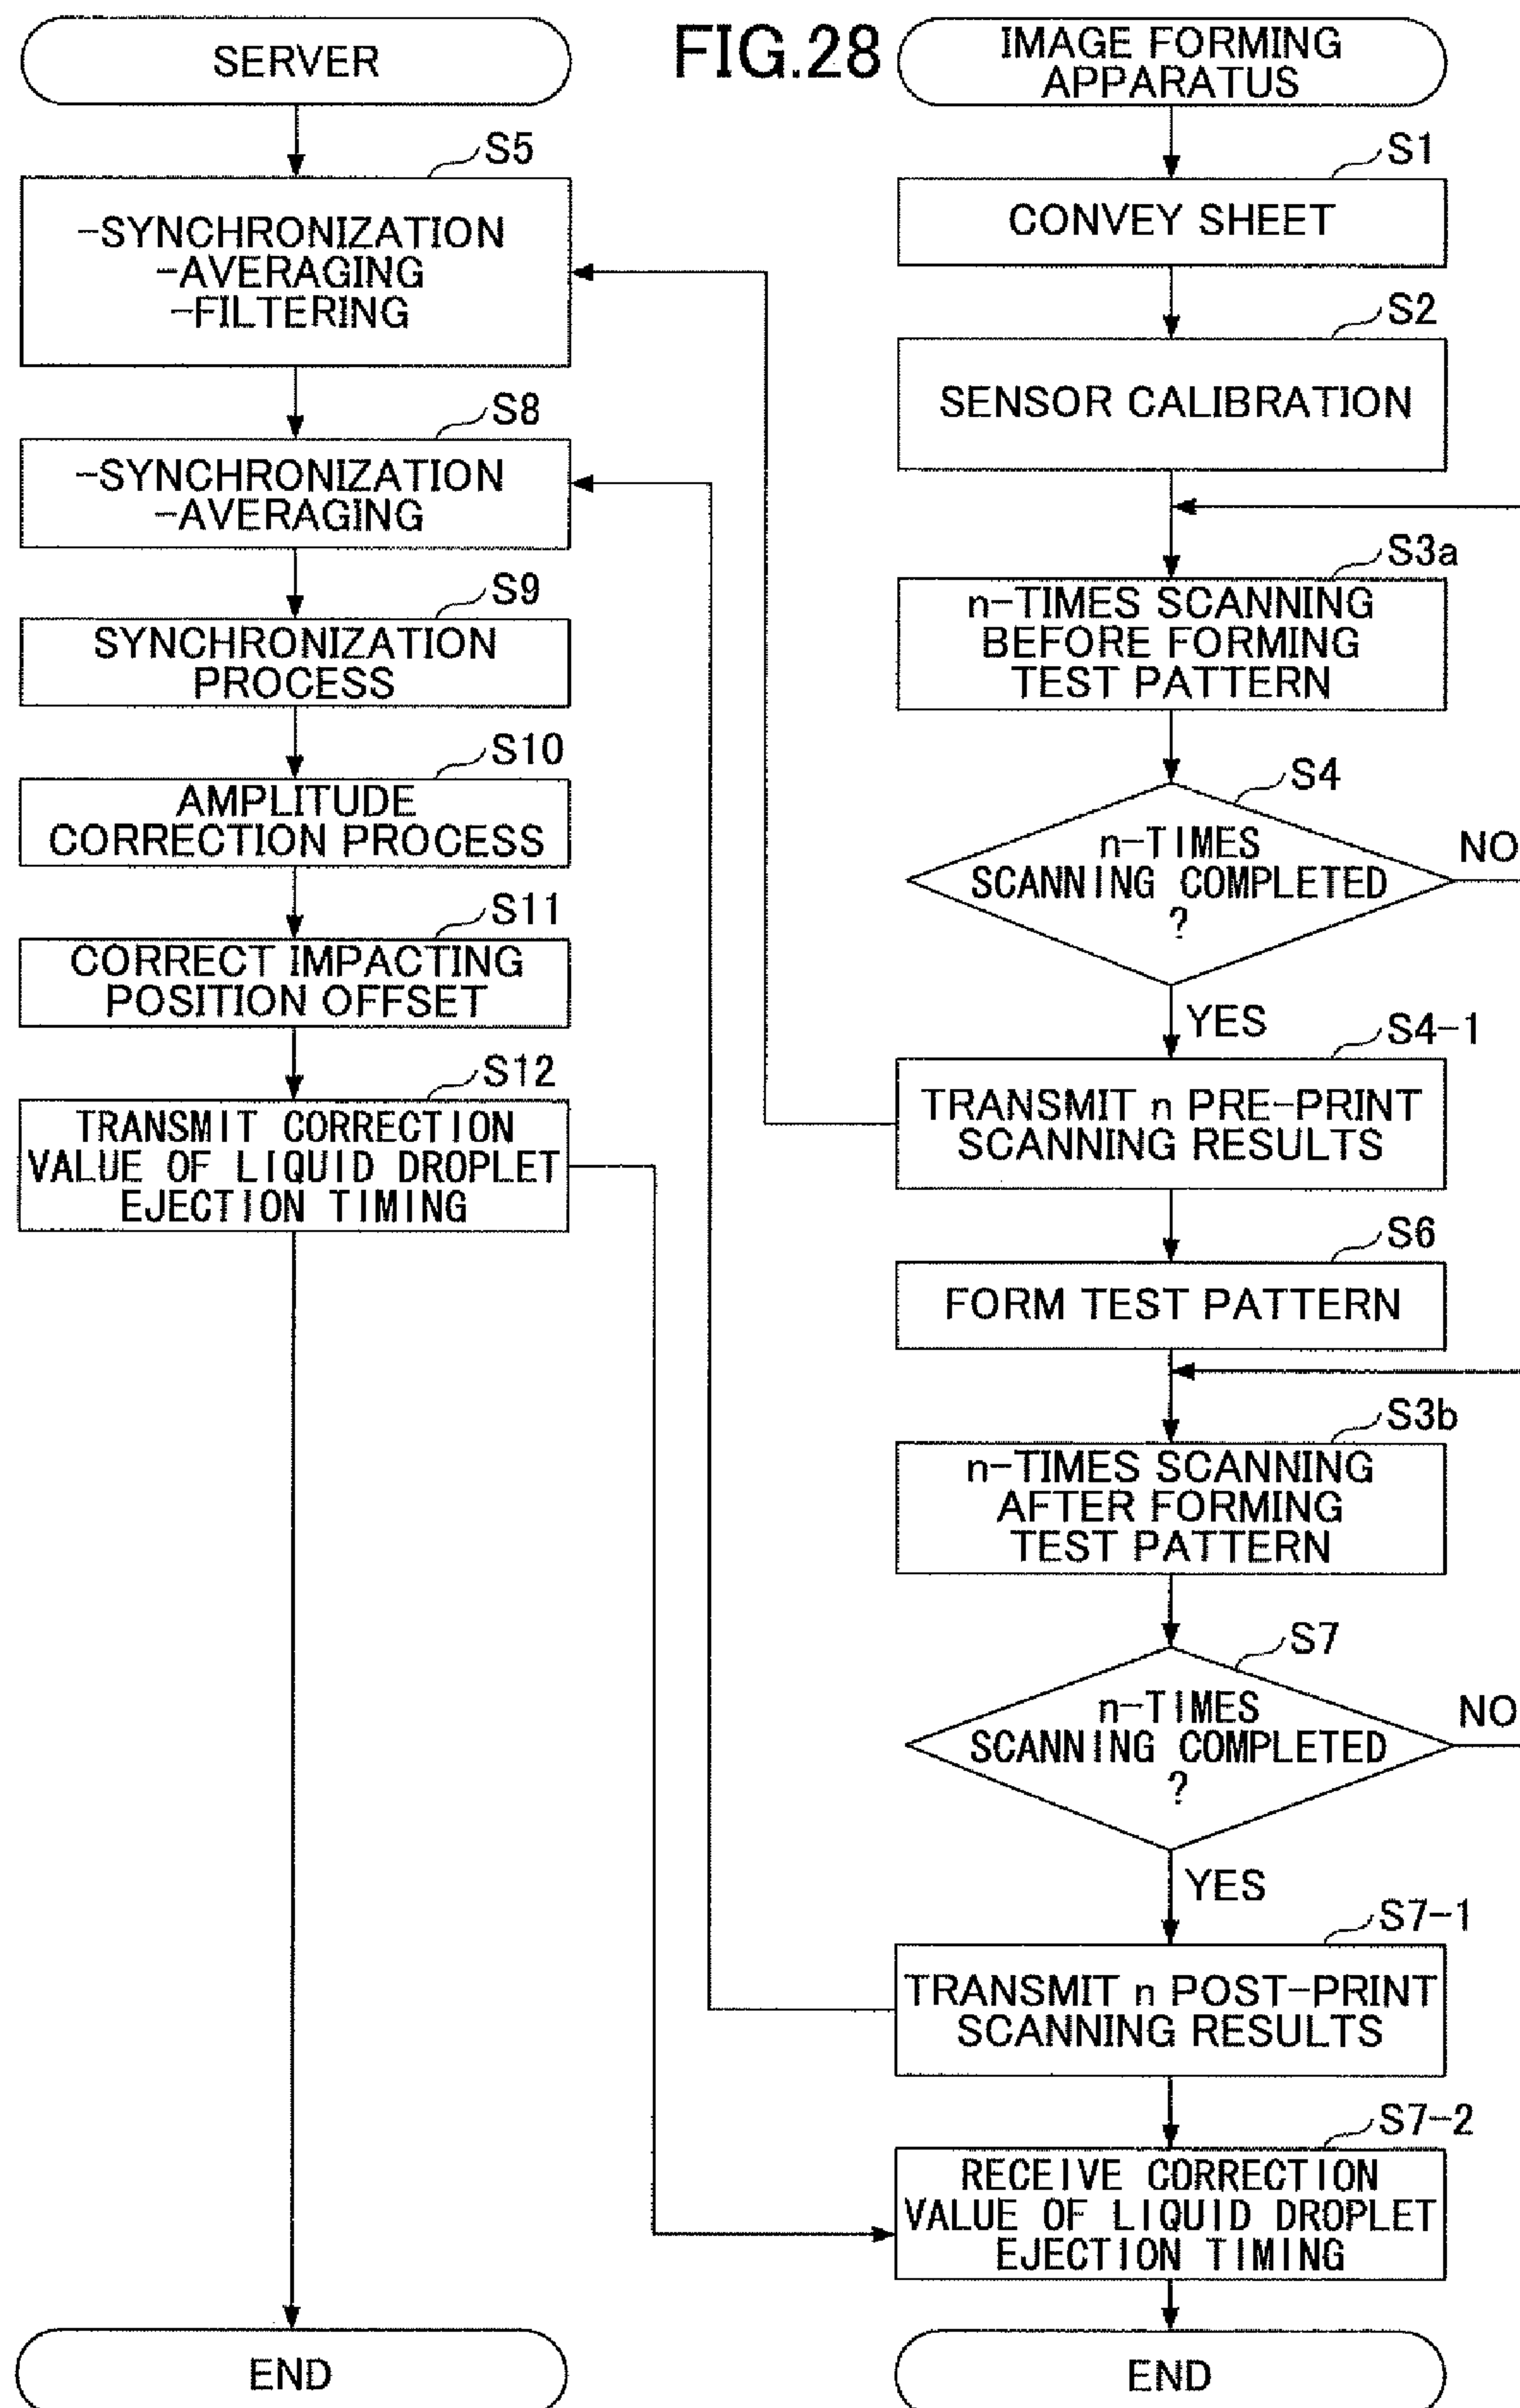 FIG.28
SERVER
S5
-SYNCHRONIZATION
-AVERAGING
-FILTERING
S8
-SYNCHRONIZATION
-AVERAGING
S9
SYNCHRONIZATION
PROCESS
S10
AMPLITUDE
CORRECTION PROCESS
S11
CORRECT IMPACTING
POSITION OFFSET
S12
TRANSMIT CORRECTION
VALUE OF LIQUID DROPLET
EJECTION TIMING
END
IMAGE FORMING
APPARATUS
S1
CONVEY SHEET
S2
SENSOR CALIBRATION
S3a
n-TIMES SCANNING
BEFORE FORMING
TEST PATTERN
S4
n-TIMES
SCANNING COMPLETED
?
NO
YES
S4-1
TRANSMIT n PRE-PRINT
SCANNING RESULTS
S6
FORM TEST PATTERN
S3b
n-TIMES SCANNING
AFTER FORMING
TEST PATTERN
S7
n-TIMES
SCANNING COMPLETED
?
NO
YES
S7-1
TRANSMIT n POST-PRINT
SCANNING RESULTS
S7-2
RECEIVE CORRECTION
VALUE OF LIQUID DROPLET
EJECTION TIMING
END